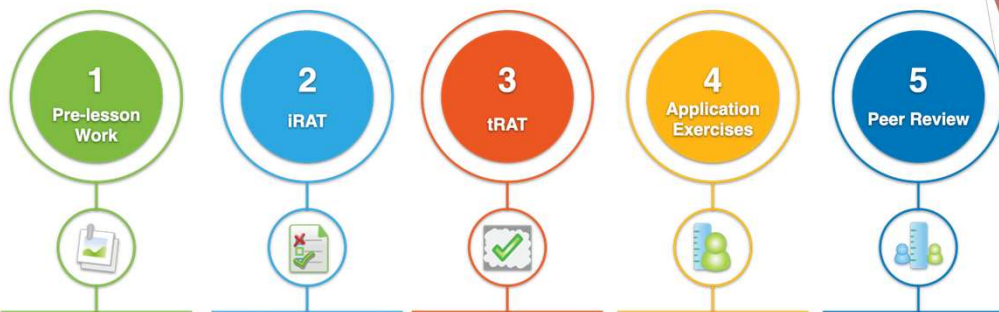 1
Pre-lesson
Work
2
iRAT
3
tRAT
4
Application
Exercises
5
Peer Review